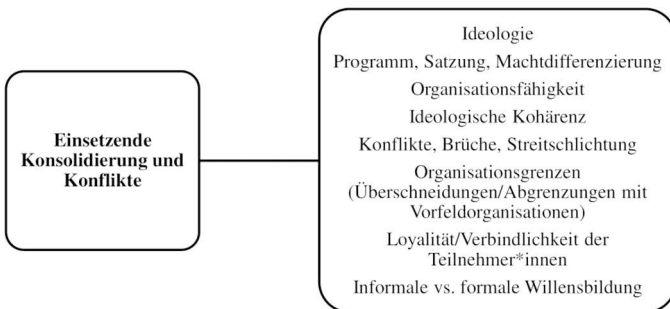 Einsetzende
Konsolidierung und
Konflikte
Ideologie
Programm, Satzung, Machtdifferenzierung
Organisationsfähigkeit
Ideologische Kohärenz
Konflikte, Brüche, Streitschlichtung
Organisationsgrenzen
(Überschneidungen/Abgrenzungen mit
Vorfeldorganisationen)
Loyalität/Verbindlichkeit der
Teilnehmer*innen
Informale vs. formale Willensbildung